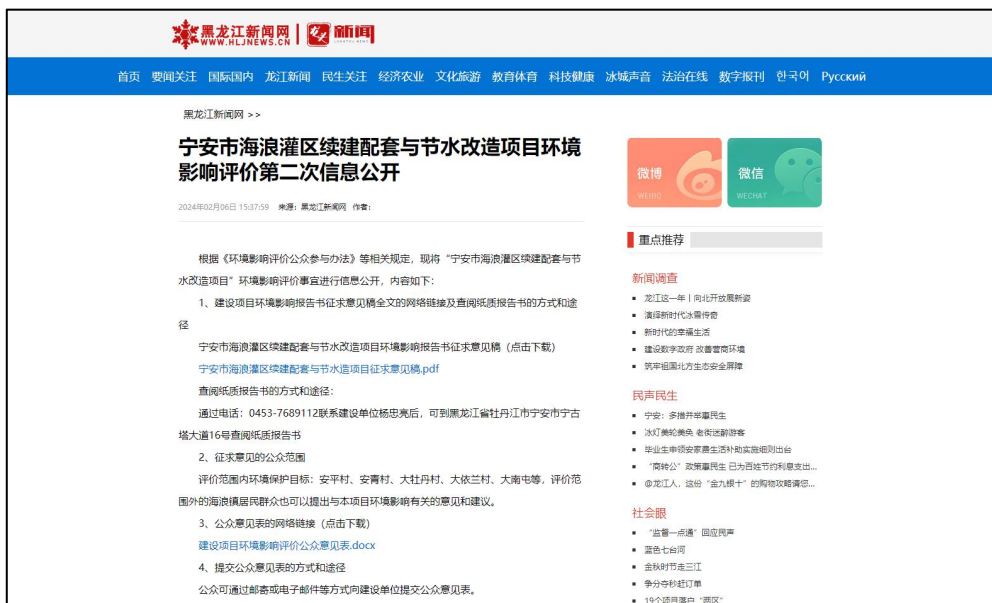 黑龙江新闻网
WWW.HLJNEWS.CN
新闻
首页 要闻关注 国际国内 龙江新闻 民生关注 经济农业 文化旅游 教育体育 科技健康 冰城声音 法治在线 数字报刊 한국어 Русский
黑龙江新闻网 >>
宁安市海浪灌区续建配套与节水改造项目环境
影响评价第二次信息公开
2024年02月06日 15:37:59 来源：黑龙江新闻网 作者：
根据《环境影响评价公众参与办法》等相关规定，现将“宁安市海浪灌区续建配套与节
水改造项目”环境影响评价事宜进行信息公开，内容如下：
1、建设项目环境影响报告书征求意见稿全文的网络链接及查阅纸质报告书的方式和途
径
宁安市海浪灌区续建配套与节水改造项目环境影响报告书征求意见稿（点击下载）
宁安市海浪灌区续建配套与节水造项目征求意见稿.pdf
查阅纸质报告书的方式和途径：
通过电话：0453-7689112联系建设单位杨忠亮后，可到黑龙江省牡丹江市宁安市宁古
塔大道16号查阅纸质报告书
2、征求意见的公众范围
评价范围内环境保护目标：安平村、安青村、大牡丹村、大依兰村、大南屯等，评价范
围外的海浪镇居民群众也可以提出与本项目环境影响有关的意见和建议。
3、公众意见表的网络链接（点击下载）
建设项目环境影响评价公众意见表.docx
4、提交公众意见表的方式和途径
公众可通过邮寄或电子邮件等方式向建设单位提交公众意见表。
微博
WEIBO
微信
WECHAT
重点推荐
新闻调查
龙江这一年丨向北开放展新姿
演绎新时代冰雪传奇
新时代的幸福生活
建设数字政府 改善营商环境
筑牢祖国北方生态安全屏障
民声民生
宁安：多措并举惠民生
冰灯美轮美奂 老街迷醉游客
毕业生申领安家费生活补助实施细则出台
“商转公”政策惠民生 已为百姓节约利息支出...
@龙江人，这份“金九银十”的购物攻略请您...
社会眼
“监督一点通”回应民声
蓝色七台河
金秋时节走三江
争分夺秒赶订单
19个项目落户“两区”